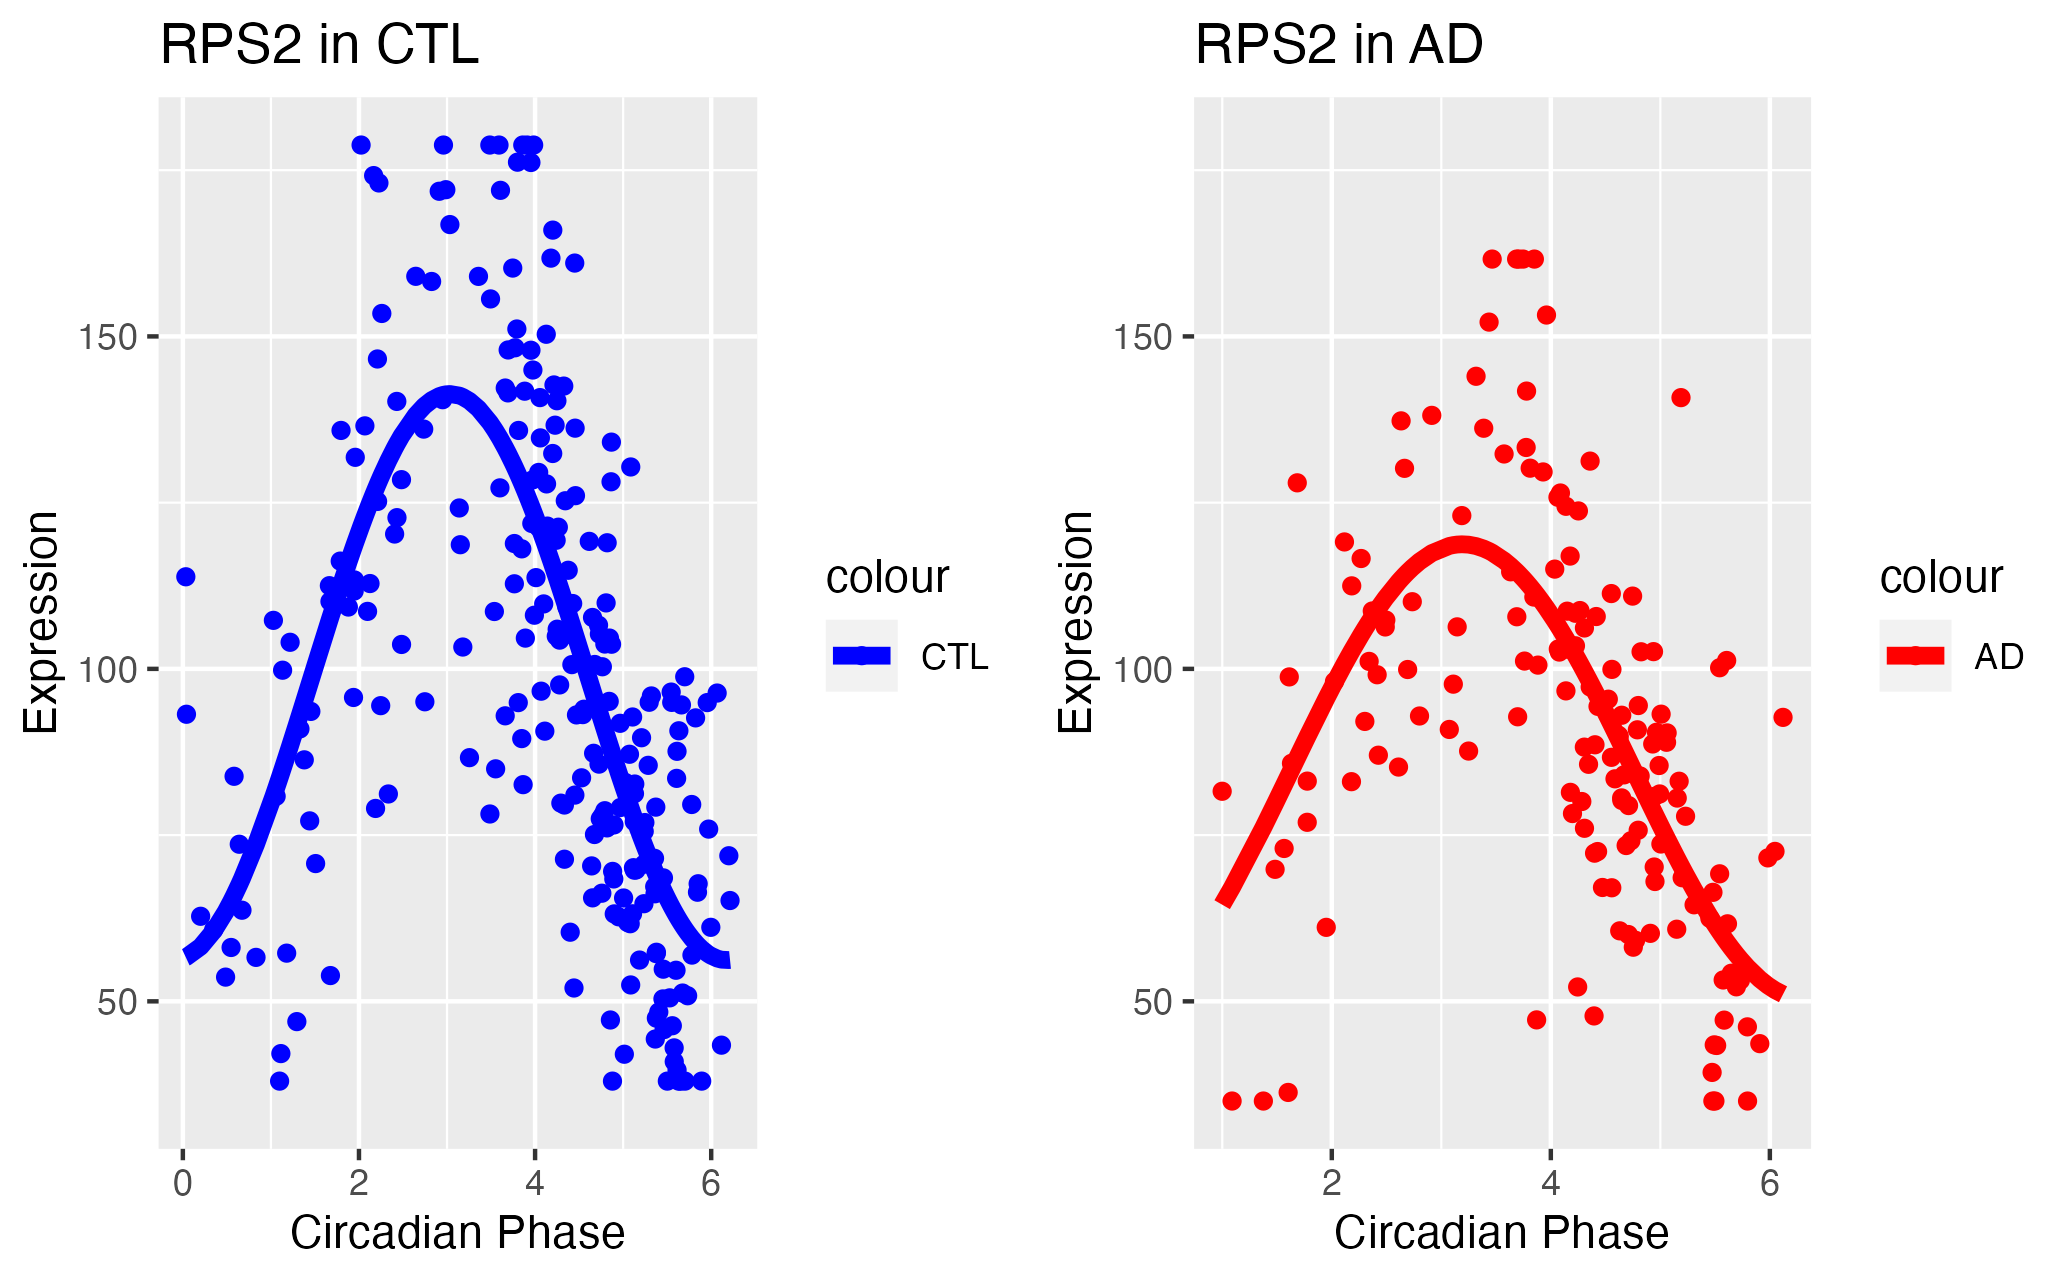 RPS2 in CTL
Expression
150
100
50
0 2 4 6
Circadian Phase
colour
CTL
RPS2 in AD
Expression
150
100
50
2 4 6
Circadian Phase
colour
AD